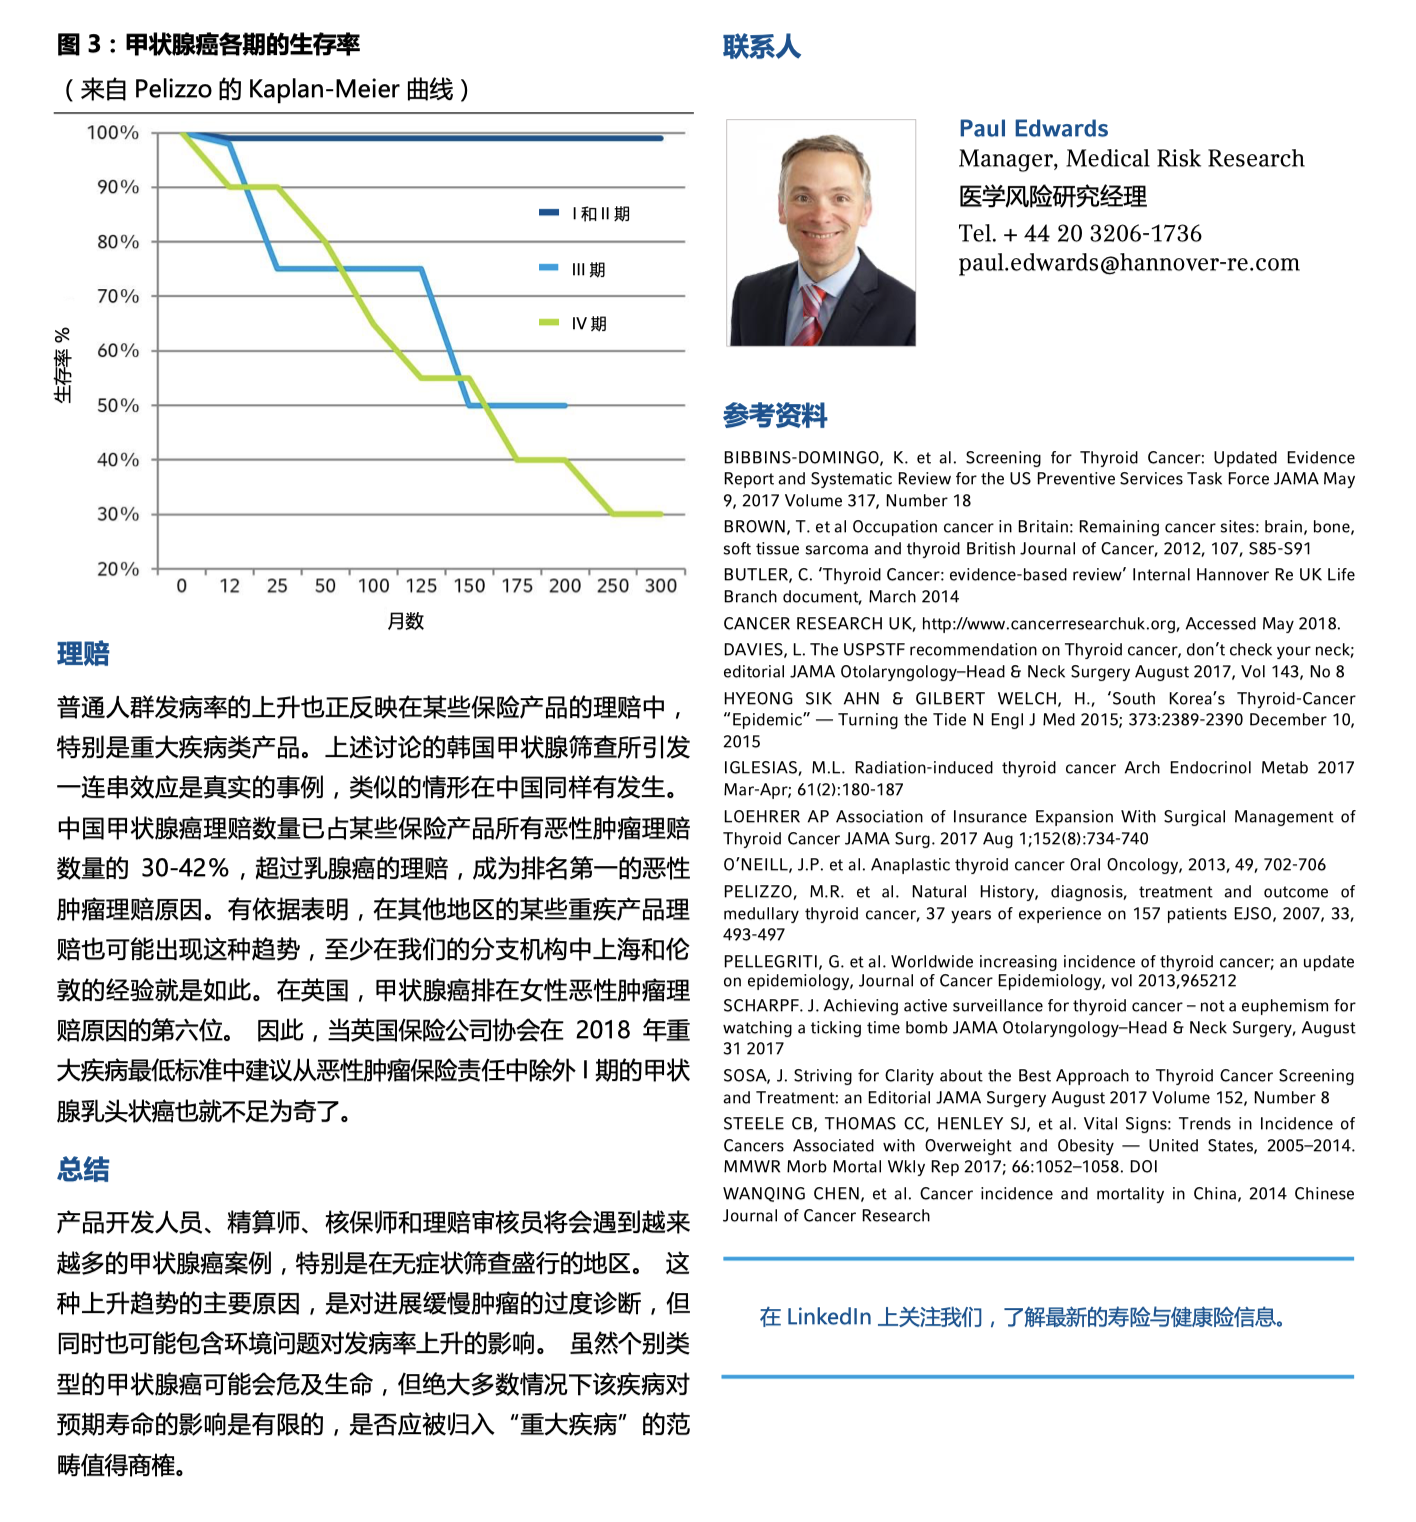 图 3：甲状腺癌各期的生存率
（来自 Pelizzo 的 Kaplan-Meier 曲线）
100%
90%
80%
70%
60%
50%
40%
30%
20%
生存率 %
I 和 II 期
III 期
IV 期
0 12 25 50 100 125 150 175 200 250 300
月数
理赔
普通人群发病率的上升也正反映在某些保险产品的理赔中，
特别是重大疾病类产品。上述讨论的韩国甲状腺筛查所引发
一连串效应是真实的事例，类似的情形在中国同样有发生。
中国甲状腺癌理赔数量已占某些保险产品所有恶性肿瘤理赔
数量的 30-42%，超过乳腺癌的理赔，成为排名第一的恶性
肿瘤理赔原因。有依据表明，在其他地区的某些重疾产品理
赔也可能出现这种趋势，至少在我们的分支机构中上海和伦
敦的经验就是如此。在英国，甲状腺癌排在女性恶性肿瘤理
赔原因的第六位。 因此，当英国保险公司协会在 2018 年重
大疾病最低标准中建议从恶性肿瘤保险责任中除外 I 期的甲状
腺乳头状癌也就不足为奇了。
总结
产品开发人员、精算师、核保师和理赔审核员将会遇到越来
越多的甲状腺癌案例，特别是在无症状筛查盛行的地区。 这
种上升趋势的主要原因，是对进展缓慢肿瘤的过度诊断，但
同时也可能包含环境问题对发病率上升的影响。 虽然个别类
型的甲状腺癌可能会危及生命，但绝大多数情况下该疾病对
预期寿命的影响是有限的，是否应被归入“重大疾病”的范
畴值得商榷。
联系人
Paul Edwards
Manager, Medical Risk Research
医学风险研究经理
Tel. + 44 20 3206-1736
paul.edwards@hannover-re.com
参考资料
BIBBINS-DOMINGO, K. et al. Screening for Thyroid Cancer: Updated Evidence
Report and Systematic Review for the US Preventive Services Task Force JAMA May
9, 2017 Volume 317, Number 18
BROWN, T. et al Occupation cancer in Britain: Remaining cancer sites: brain, bone,
soft tissue sarcoma and thyroid British Journal of Cancer, 2012, 107, S85-S91
BUTLER, C. ‘Thyroid Cancer: evidence-based review’ Internal Hannover Re UK Life
Branch document, March 2014
CANCER RESEARCH UK, http://www.cancerresearchuk.org, Accessed May 2018.
DAVIES, L. The USPSTF recommendation on Thyroid cancer, don’t check your neck;
editorial JAMA Otolaryngology–Head & Neck Surgery August 2017, Vol 143, No 8
HYEONG SIK AHN & GILBERT WELCH, H., ‘South Korea’s Thyroid-Cancer
“Epidemic” — Turning the Tide N Engl J Med 2015; 373:2389-2390 December 10,
2015
IGLESIAS, M.L. Radiation-induced thyroid cancer Arch Endocrinol Metab 2017
Mar-Apr; 61(2):180-187
LOEHRER AP Association of Insurance Expansion With Surgical Management of
Thyroid Cancer JAMA Surg. 2017 Aug 1;152(8):734-740
O’NEILL, J.P. et al. Anaplastic thyroid cancer Oral Oncology, 2013, 49, 702-706
PELIZZO, M.R. et al. Natural History, diagnosis, treatment and outcome of
medullary thyroid cancer, 37 years of experience on 157 patients EJSO, 2007, 33,
493-497
PELLEGRITI, G. et al. Worldwide increasing incidence of thyroid cancer; an update
on epidemiology, Journal of Cancer Epidemiology, vol 2013,965212
SCHARPF. J. Achieving active surveillance for thyroid cancer – not a euphemism for
watching a ticking time bomb JAMA Otolaryngology–Head & Neck Surgery, August
31 2017
SOSA, J. Striving for Clarity about the Best Approach to Thyroid Cancer Screening
and Treatment: an Editorial JAMA Surgery August 2017 Volume 152, Number 8
STEELE CB, THOMAS CC, HENLEY SJ, et al. Vital Signs: Trends in Incidence of
Cancers Associated with Overweight and Obesity — United States, 2005–2014.
MMWR Morb Mortal Wkly Rep 2017; 66:1052–1058. DOI
WANQING CHEN, et al. Cancer incidence and mortality in China, 2014 Chinese
Journal of Cancer Research
在 LinkedIn 上关注我们，了解最新的寿险与健康险信息。